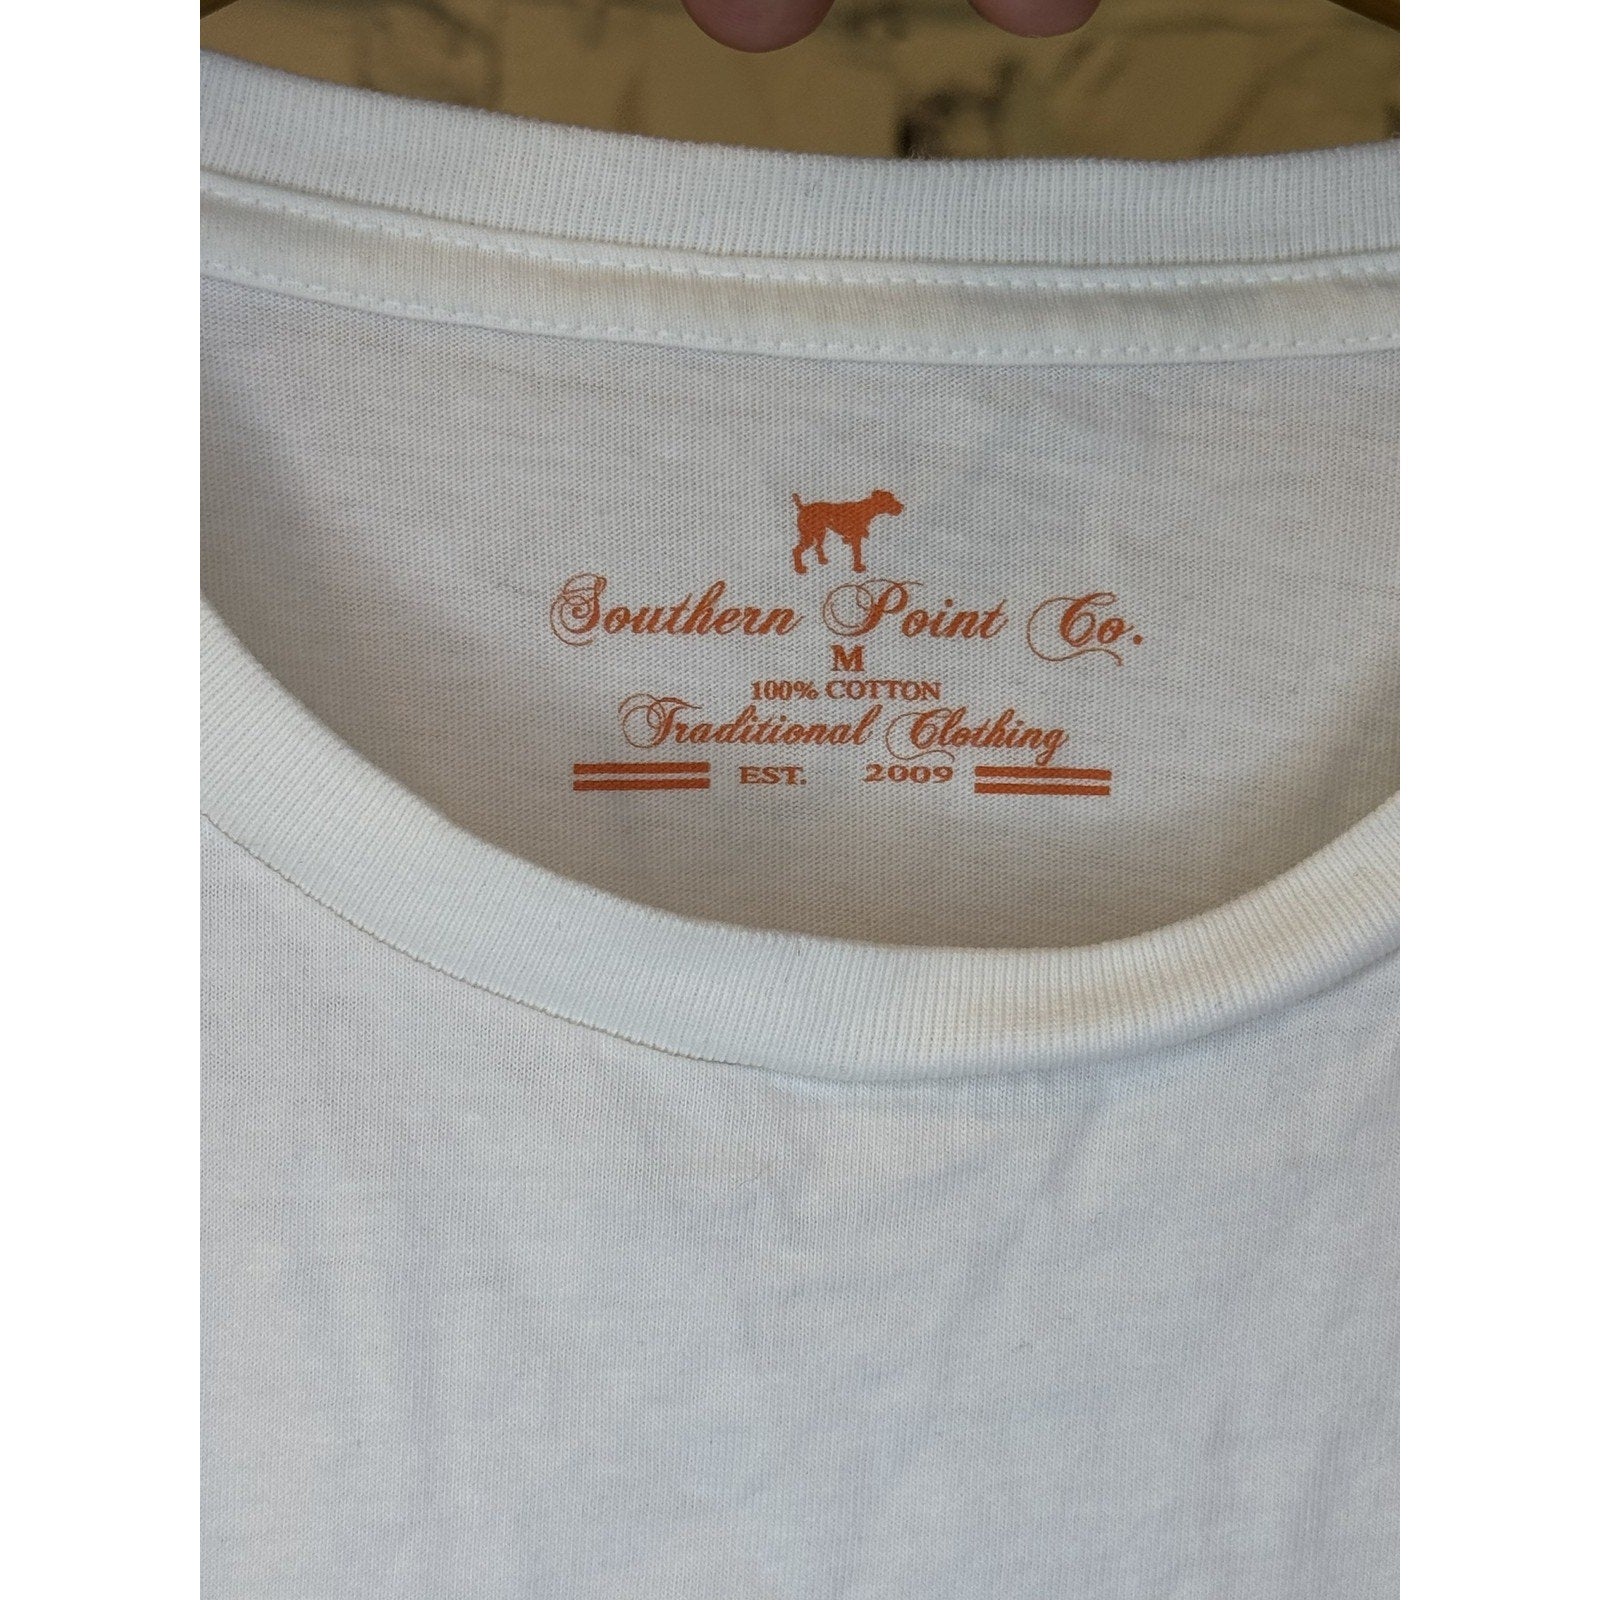 Southern Point Co.
M
100% COTTON
Traditional Clothing
EST. 2009